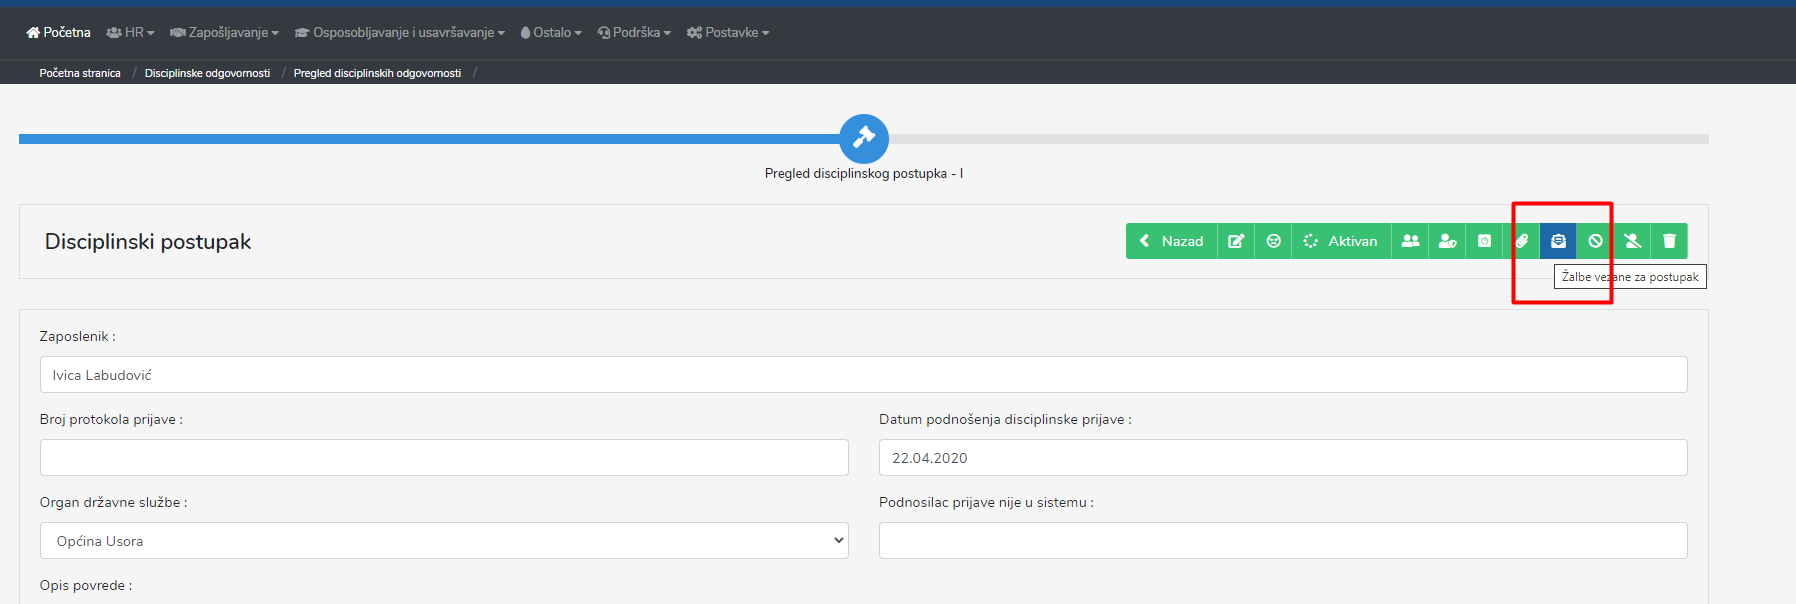 Početna HR Zapošljavanje Osposobljavanje i usavršavanje Ostalo Podrška Postavke
Početna stranica / Disciplinske odgovornosti / Pregled disciplinskih odgovornosti /
Pregled disciplinskog postupka - I
Disciplinski postupak
Nazad Aktivan
Žalbe vezane za postupak
Zaposlenik :
Ivica Labudović
Broj protokola prijave : Datum podnošenja disciplinske prijave :
22.04.2020
Organ državne službe : Podnosilac prijave nije u sistemu :
Općina Usora
Opis povrede :